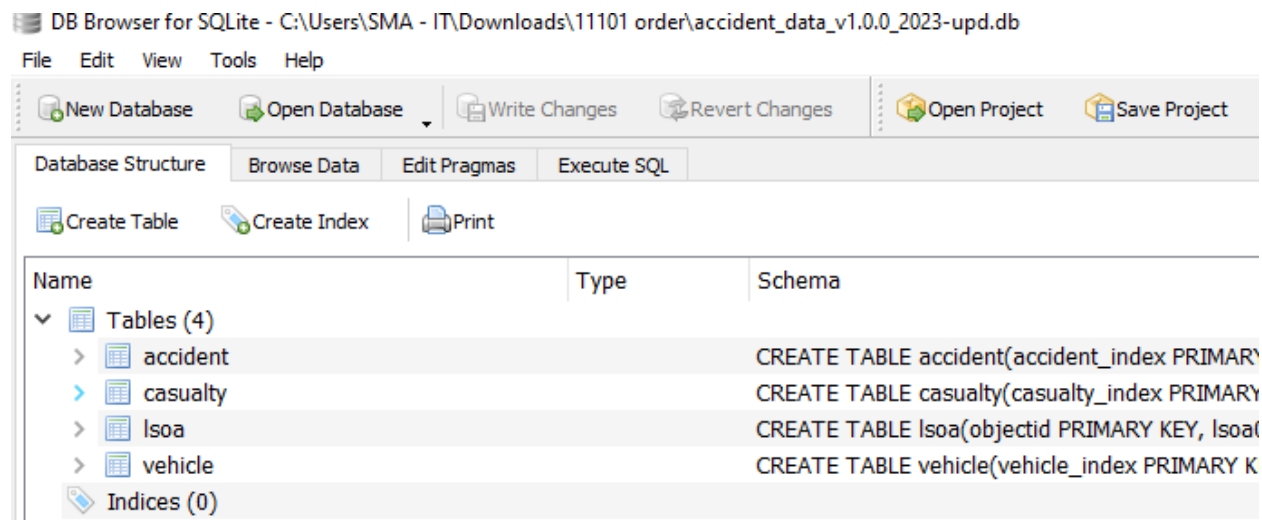 DB Browser for SQLite - C:\Users\SMA - IT\Downloads\11101 order\accident_data_v1.0.0_2023-upd.db
File Edit View Tools Help
New Database Open Database Write Changes Revert Changes Open Project Save Project
Database Structure Browse Data Edit Pragmas Execute SQL
Create Table Create Index Print
Name Type Schema
Tables (4)
accident CREATE TABLE accident(accident_index PRIMARY
casualty CREATE TABLE casualty(casualty_index PRIMARY
lsoa CREATE TABLE lsoa(objectid PRIMARY KEY, lsoa0
vehicle CREATE TABLE vehicle(vehicle_index PRIMARY K
Indices (0)